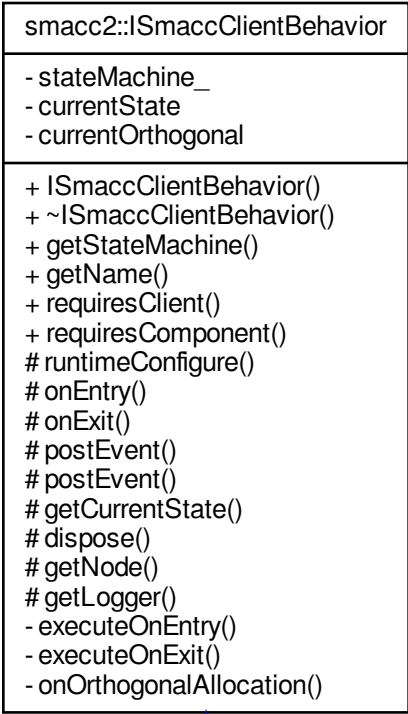 smacc2::ISmaccClientBehavior
- stateMachine_
- currentState
- currentOrthogonal
+ ISmaccClientBehavior()
+ ~ISmaccClientBehavior()
+ getStateMachine()
+ getName()
+ requiresClient()
+ requiresComponent()
# runtimeConfigure()
# onEntry()
# onExit()
# postEvent()
# postEvent()
# getCurrentState()
# dispose()
# getNode()
# getLogger()
- executeOnEntry()
- executeOnExit()
- onOrthogonalAllocation()